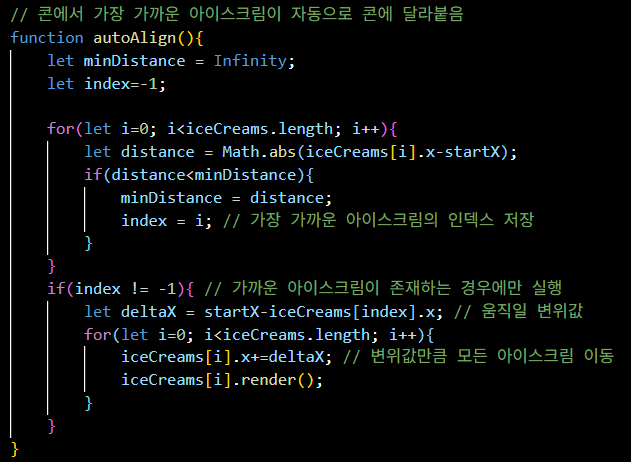 // 콘에서 가장 가까운 아이스크림이 자동으로 콘에 달라붙음
function autoAlign(){
    let minDistance = Infinity;
    let index=-1;

    for(let i=0; i<iceCreams.length; i++){
        let distance = Math.abs(iceCreams[i].x-startX);
        if(distance<minDistance){
            minDistance = distance;
            index = i; // 가장 가까운 아이스크림의 인덱스 저장
        }
    }
    if(index != -1){ // 가까운 아이스크림이 존재하는 경우에만 실행
        let deltaX = startX-iceCreams[index].x; // 움직일 변위값
        for(let i=0; i<iceCreams.length; i++){
            iceCreams[i].x+=deltaX; // 변위값만큼 모든 아이스크림 이동
            iceCreams[i].render();
        }
    }
}